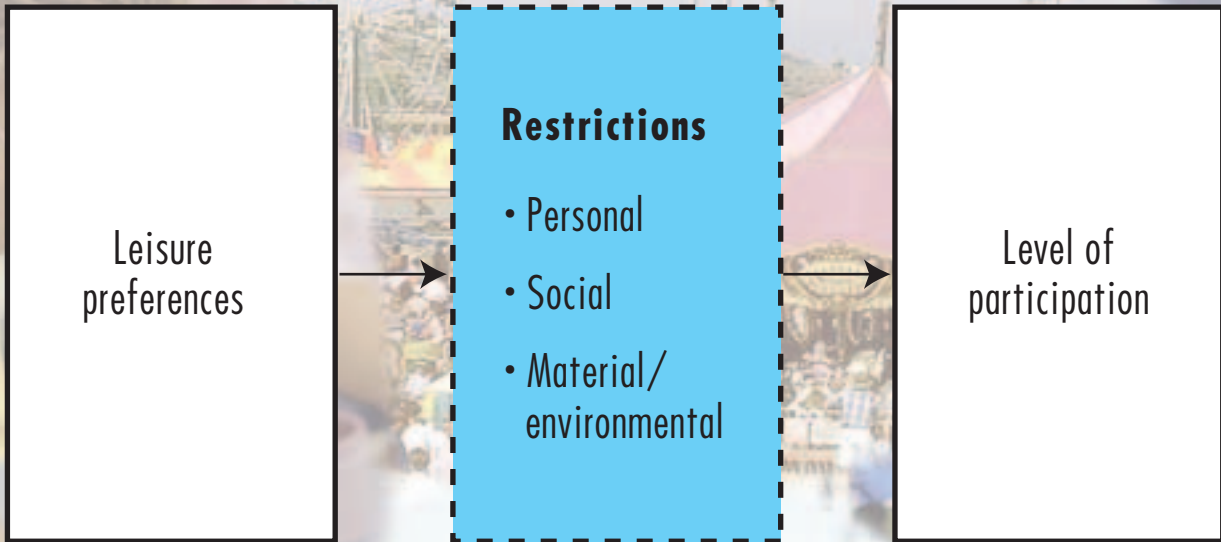 Leisure
preferences
Restrictions
• Personal
• Social
• Material/
environmental
Level of
participation